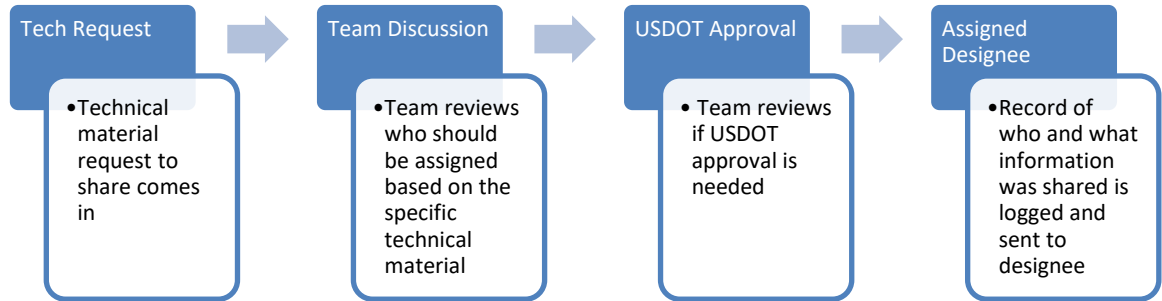 Tech Request
•Technical
material
request to
share comes
in
Team Discussion
•Team reviews
who should
be assigned
based on the
specific
technical
material
USDOT Approval
• Team reviews
if USDOT
approval is
needed
Assigned
Designee
•Record of
who and what
information
was shared is
logged and
sent to
designee